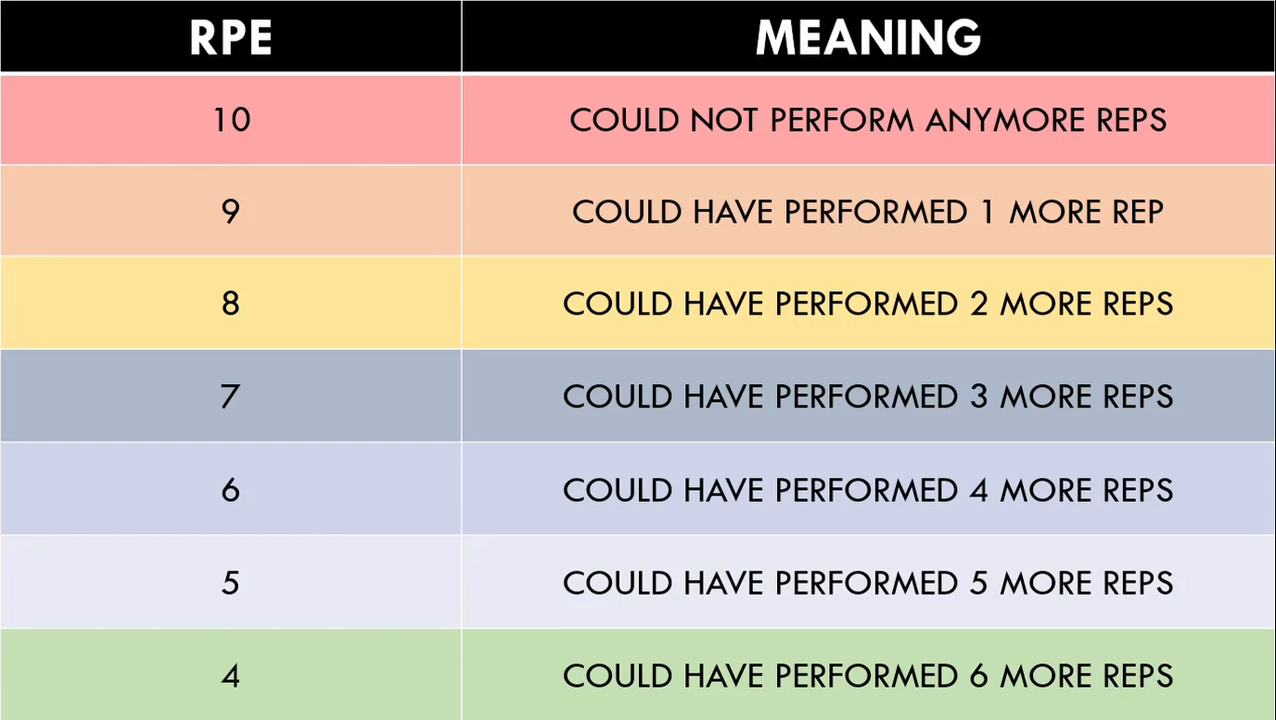 RPE MEANING
10 COULD NOT PERFORM ANYMORE REPS
9 COULD HAVE PERFORMED 1 MORE REP
8 COULD HAVE PERFORMED 2 MORE REPS
7 COULD HAVE PERFORMED 3 MORE REPS
6 COULD HAVE PERFORMED 4 MORE REPS
5 COULD HAVE PERFORMED 5 MORE REPS
4 COULD HAVE PERFORMED 6 MORE REPS